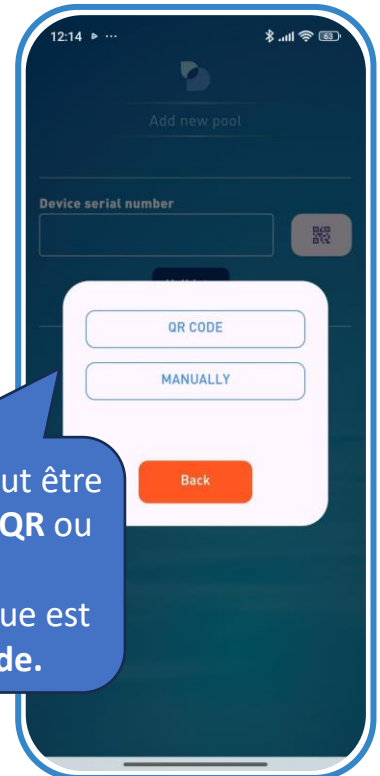 12:14
63
Add new pool
Device serial number
QR CODE
MANUALLY
Back
ut être
QR ou
ue est
de.